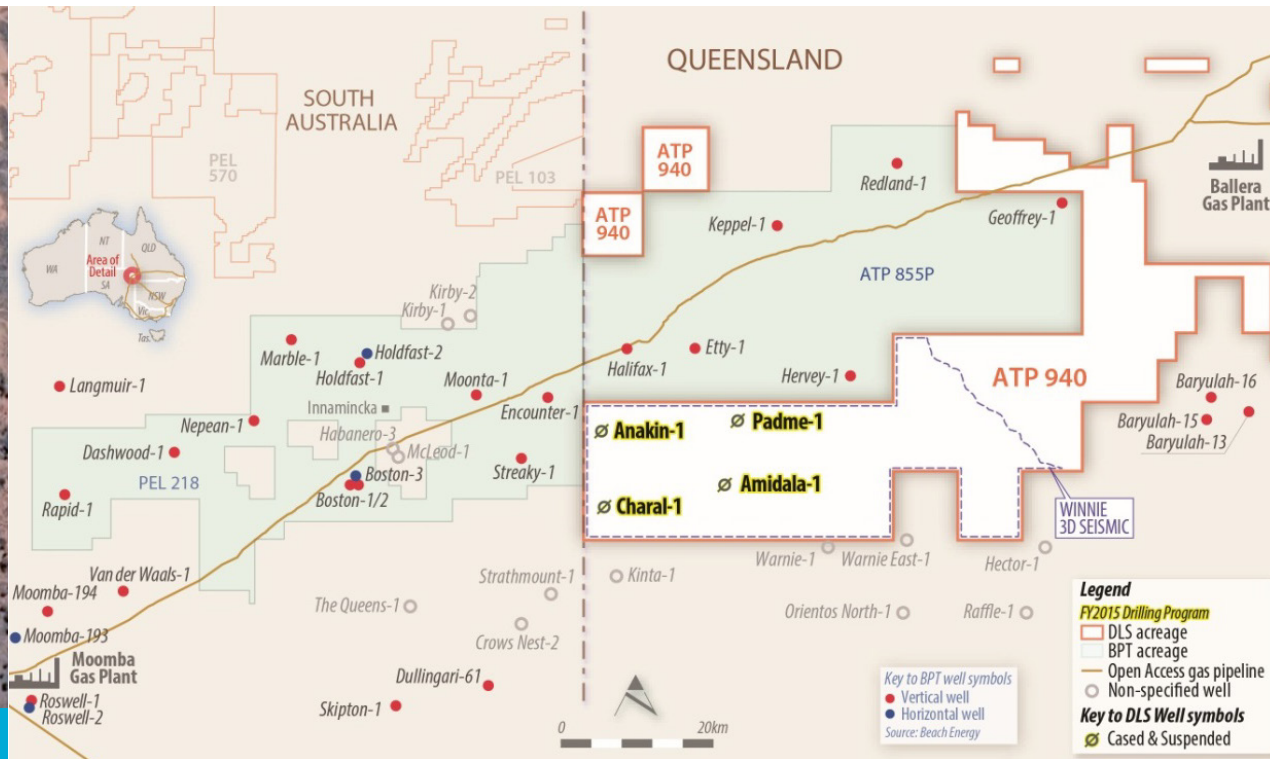 QUEENSLAND
SOUTH
AUSTRALIA
PEL
570
PEL 103
ATP
940
ATP
940
Redland-1
Keppel-1
Geoffrey-1
Ballera
Gas Plant
ATP 855P
NT
QLD
WA
Area of
Detail
SA
NSW
Vic.
Tas.
Kirby-2
Kirby-1
Marble-1
Holdfast-2
Holdfast-1
Langmuir-1
Moonta-1
Halifax-1
Etty-1
Hervey-1
ATP 940
Innamincka
Encounter-1
Baryulah-16
Baryulah-15
Baryulah-13
Nepean-1
Habanero-3
McLeod-1
Anakin-1
Padme-1
Dashwood-1
PEL 218
Streaky-1
Boston-3
Boston-1/2
Amidala-1
Charal-1
Rapid-1
WINNIE
3D SEISMIC
Warnie-1
Warnie East-1
Hector-1
Van der Waals-1
Strathmount-1
Kinta-1
Moomba-194
The Queens-1
Orientos North-1
Raffle-1
Moomba-193
Crows Nest-2
Moomba
Gas Plant
Dullingari-61
Roswell-1
Roswell-2
Skipton-1
0
20km
Key to BPT well symbols
Vertical well
Horizontal well
Source: Beach Energy
Legend
FY2015 Drilling Program
DLS acreage
BPT acreage
Open Access gas pipeline
Non-specified well
Key to DLS Well symbols
Cased & Suspended